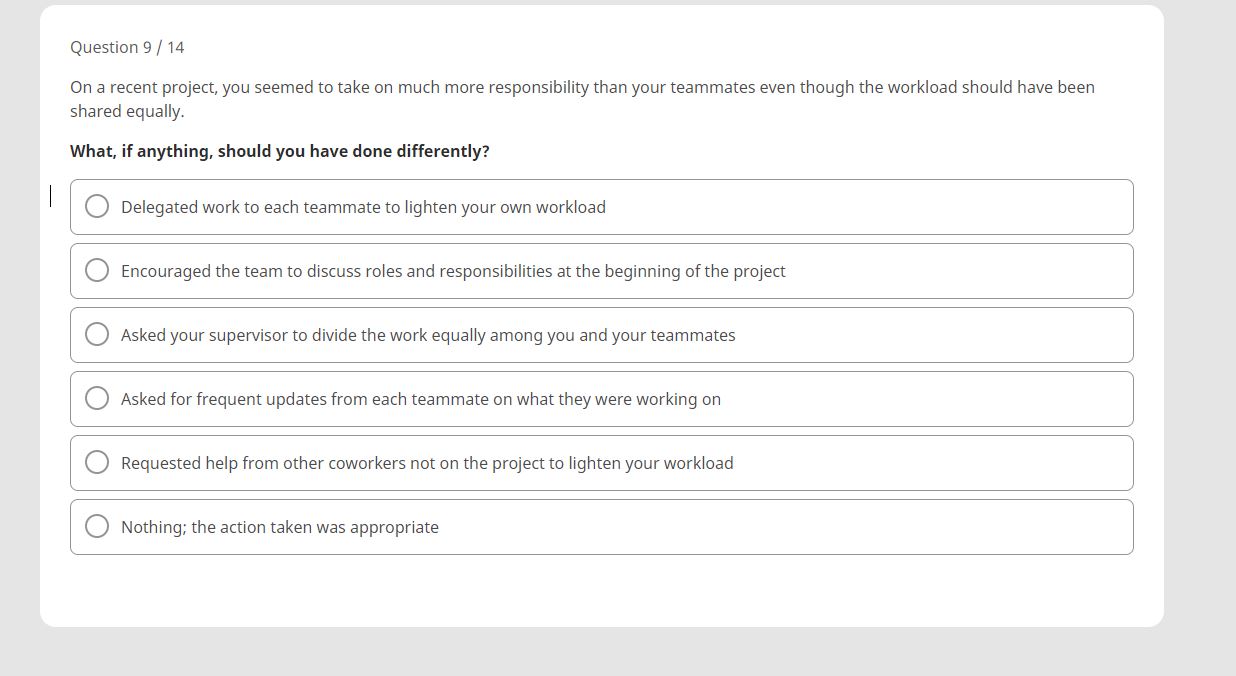 Question 9 / 14
On a recent project, you seemed to take on much more responsibility than your teammates even though the workload should have been
shared equally.
What, if anything, should you have done differently?
Delegated work to each teammate to lighten your own workload
Encouraged the team to discuss roles and responsibilities at the beginning of the project
Asked your supervisor to divide the work equally among you and your teammates
Asked for frequent updates from each teammate on what they were working on
Requested help from other coworkers not on the project to lighten your workload
Nothing; the action taken was appropriate